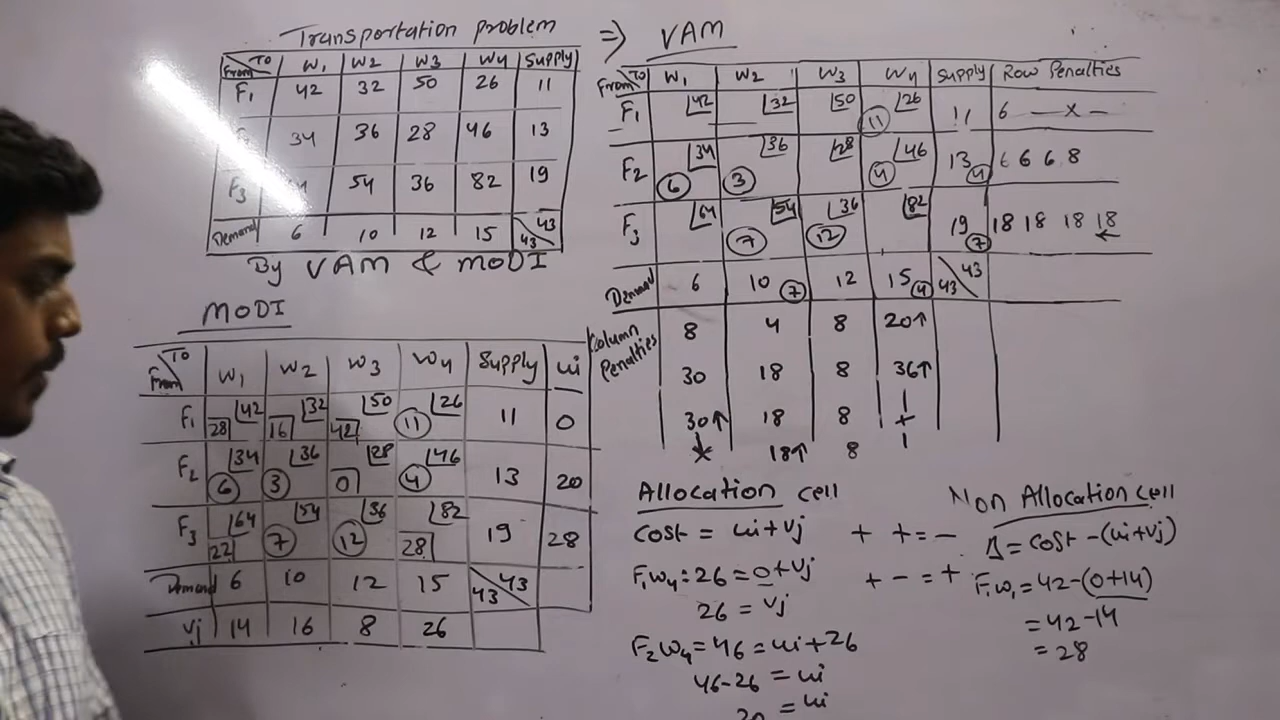 Transportation problem
From TO W1 W2 W3 W4 Supply
F1 42 32 50 26 11
34 36 28 46 13
F3 54 36 82 19
Demand 6 10 12 15 43 43
By VAM & MODI
=> VAM
From TO W1 W2 W3 W4 Supply Row Penalties
F1 42 32 50 26 11 11 6 — x —
F2 34 6 36 3 28 46 4 13 4 6 6 6 8
F3 64 54 7 36 12 82 19 7 18 18 18 18 ←
Demand 6 10 7 12 15 4 43 43
Column Penalties 8 4 8 20↑
30 18 8 36↑
30↑ 18 8
18↑ 8
MODI
From TO W1 W2 W3 W4 Supply ui
F1 42 28 32 16 50 42 26 11 11 0
F2 34 6 36 3 28 0 46 4 13 20
F3 64 22 54 7 36 12 82 28 19 28
Demand 6 10 12 15 43 43
Vj 14 16 8 26
Allocation cell
Cost = ui+vj
F1W4 = 26 = 0+vj
26 = vj
F2W4 = 46 = ui+26
46-26 = ui
20 = ui
+ + = -
+ - = +
Non Allocation cell
Δ = cost - (ui+vj)
F1W1 = 42-(0+14)
= 42-14
= 28